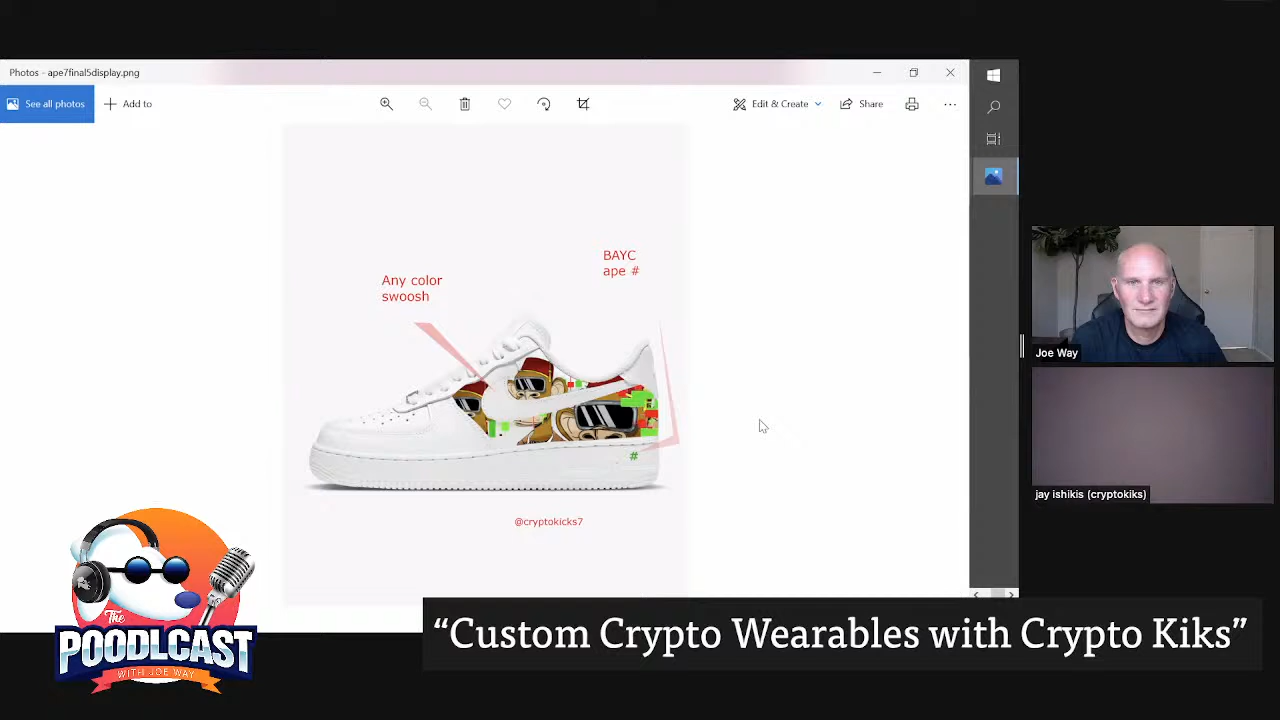 Photos - ape7final5display.png
See all photos
Add to
Edit & Create
Share
Any color
swoosh
BAYC
ape #
#
@cryptokicks7
Joe Way
jay ishikis (cryptokiks)
The
POODLCAST
WITH JOE WAY
“Custom Crypto Wearables with Crypto Kiks”